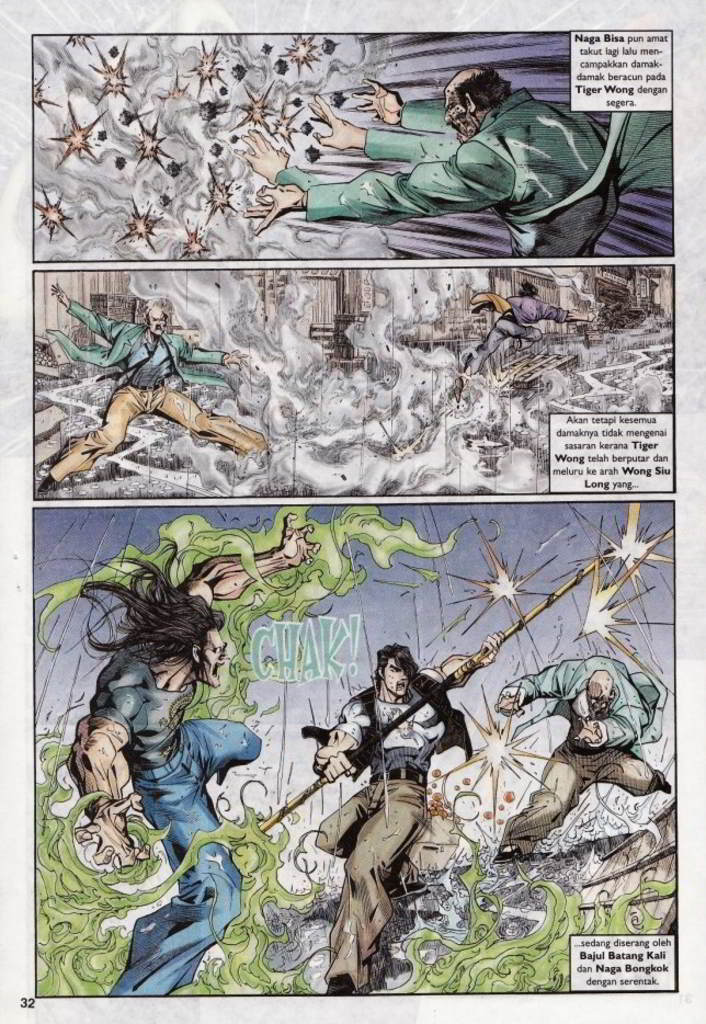 Naga Bisa pun amat
takut lagi lalu men-
campakkan damak-
damak beracun pada
Tiger Wong dengan
segera.
Akan tetapi kesemua
damaknya tidak mengenai
sasaran kerana Tiger
Wong telah berputar dan
meluru ke arah Wong Siu
Long yang...
CHAK!
...sedang diserang oleh
Bajul Batang Kali
dan Naga Bongkok
dengan serentak.
32